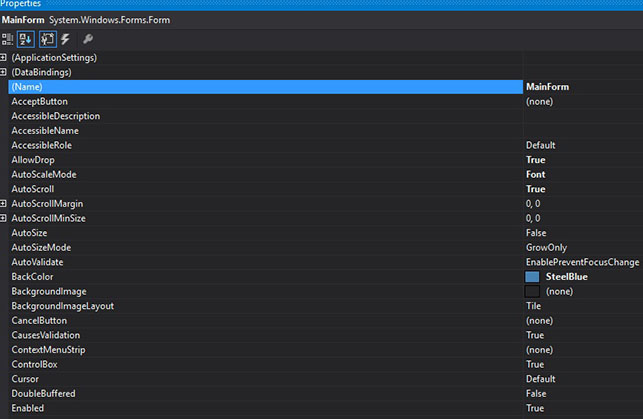 Properties
MainForm System.Windows.Forms.Form
(ApplicationSettings)
(DataBindings)
(Name) MainForm
AcceptButton (none)
AccessibleDescription
AccessibleName
AccessibleRole Default
AllowDrop True
AutoScaleMode Font
AutoScroll True
AutoScrollMargin 0, 0
AutoScrollMinSize 0, 0
AutoSize False
AutoSizeMode GrowOnly
AutoValidate EnablePreventFocusChange
BackColor SteelBlue
BackgroundImage (none)
BackgroundImageLayout Tile
CancelButton (none)
CausesValidation True
ContextMenuStrip (none)
ControlBox True
Cursor Default
DoubleBuffered False
Enabled True